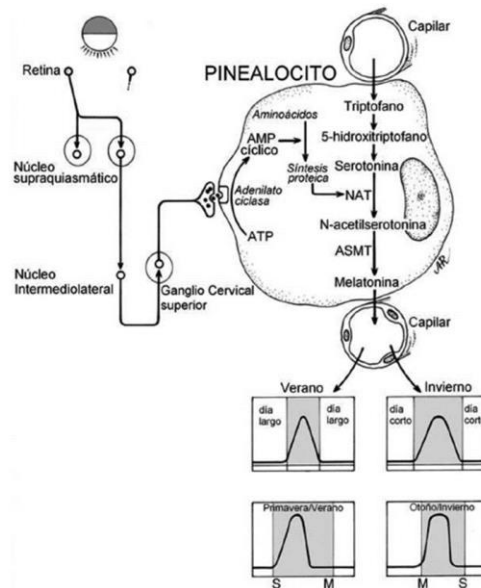 Capilar
Retina
PINEALOCITO
Triptofano
Aminoácidos
5-hidroxitriptofano
AMP
cíclico
Serotonina
Síntesis
proteica
NAT
Núcleo
supraquiasmático
Adenilato
ciclasa
N-acetilserotonina
ATP
ASMT
Núcleo
Intermediolateral
Ganglio Cervical
superior
Melatonina
AR
Capilar
Verano
Invierno
día
largo
día
largo
día
corto
día
corto
Primavera/Verano
Otoño/Invierno
S
M
M
S